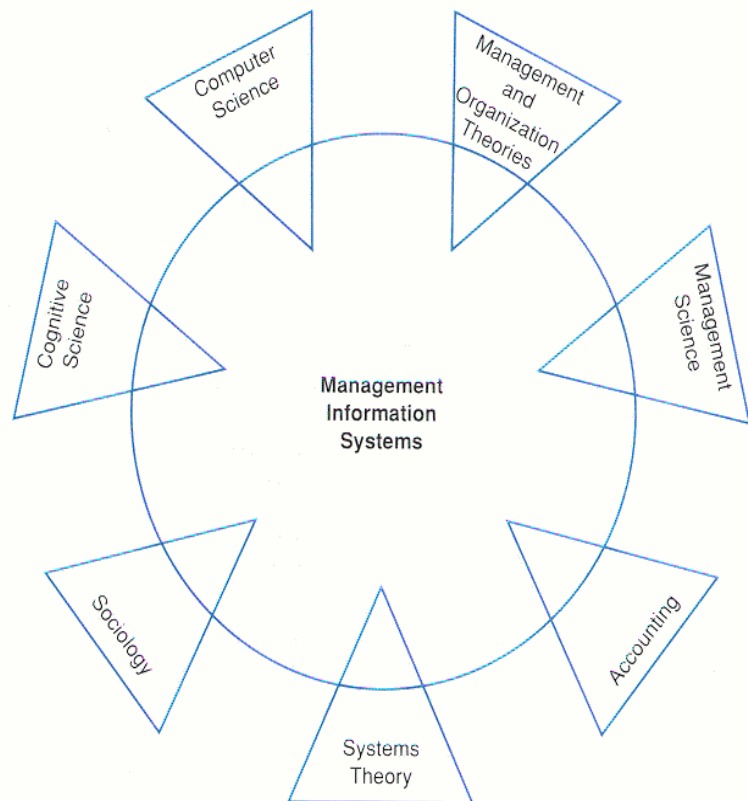 Computer
Science
Management
and
Organization
Theories
Cognitive
Science
Management
Science
Management
Information
Systems
Sociology
Accounting
Systems
Theory